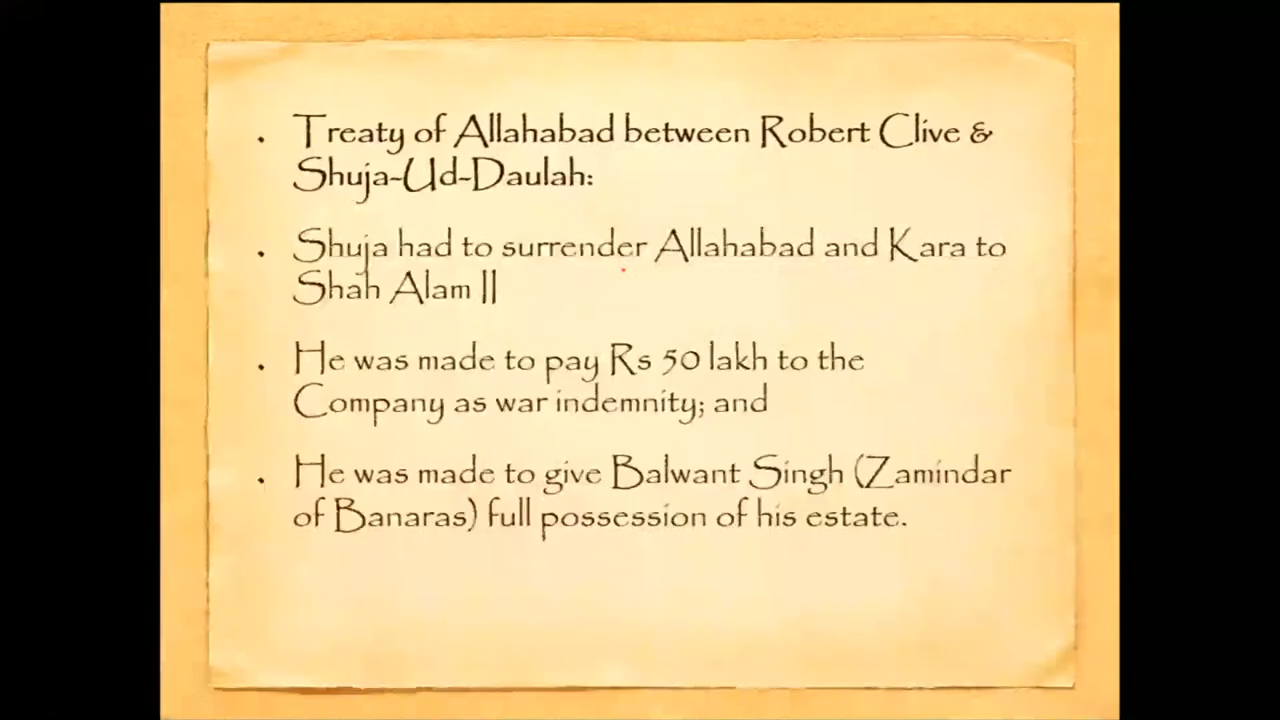 • Treaty of Allahabad between Robert Clive &
Shuja-Ud-Daulah:
• Shuja had to surrender Allahabad and Kara to
Shah Alam II
• He was made to pay Rs 50 lakh to the
Company as war indemnity; and
• He was made to give Balwant Singh (Zamindar
of Banaras) full possession of his estate.